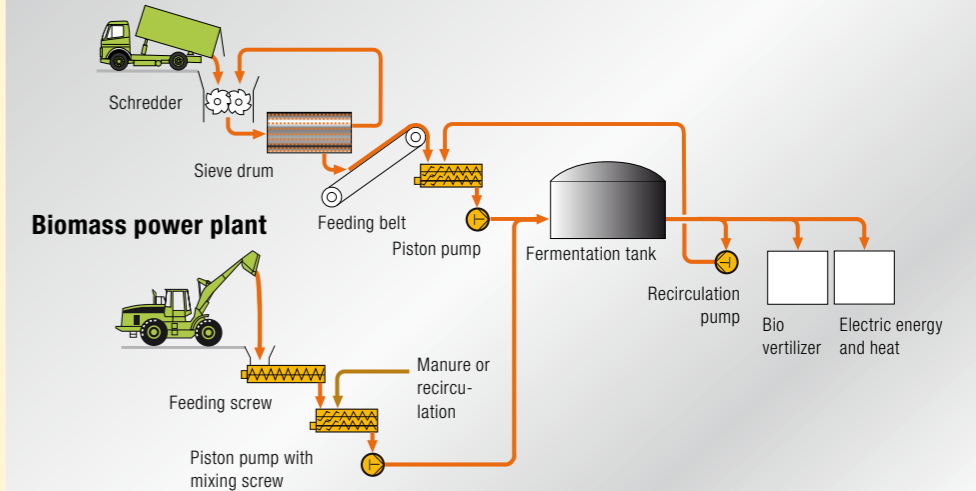 Schredder
Sieve drum
Feeding belt
Piston pump
Fermentation tank
Recirculation
pump
Bio
vertilizer
Electric energy
and heat
Biomass power plant
Feeding screw
Manure or
recircu-
lation
Piston pump with
mixing screw